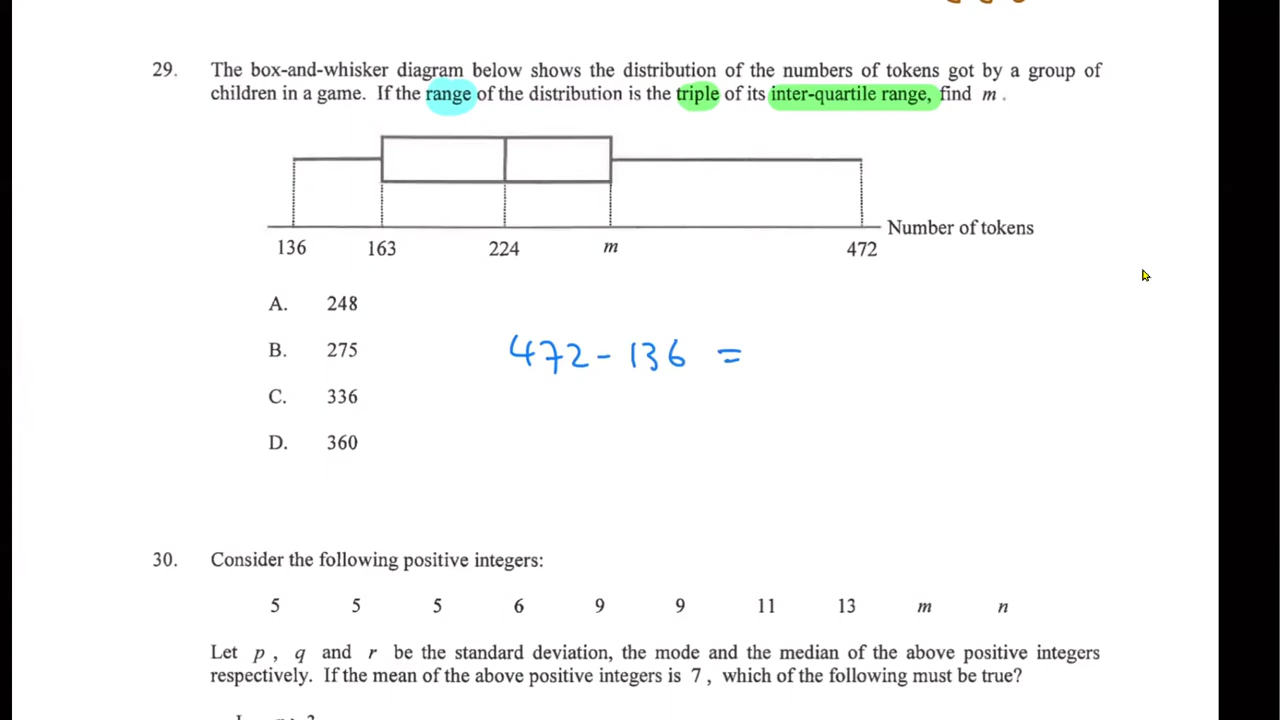 29. The box-and-whisker diagram below shows the distribution of the numbers of tokens got by a group of
children in a game. If the range of the distribution is the triple of its inter-quartile range, find m .
Number of tokens
136 163 224 m 472
A. 248
B. 275
C. 336
D. 360
472 - 136 =
30. Consider the following positive integers:
5 5 5 6 9 9 11 13 m n
Let p , q and r be the standard deviation, the mode and the median of the above positive integers
respectively. If the mean of the above positive integers is 7 , which of the following must be true?